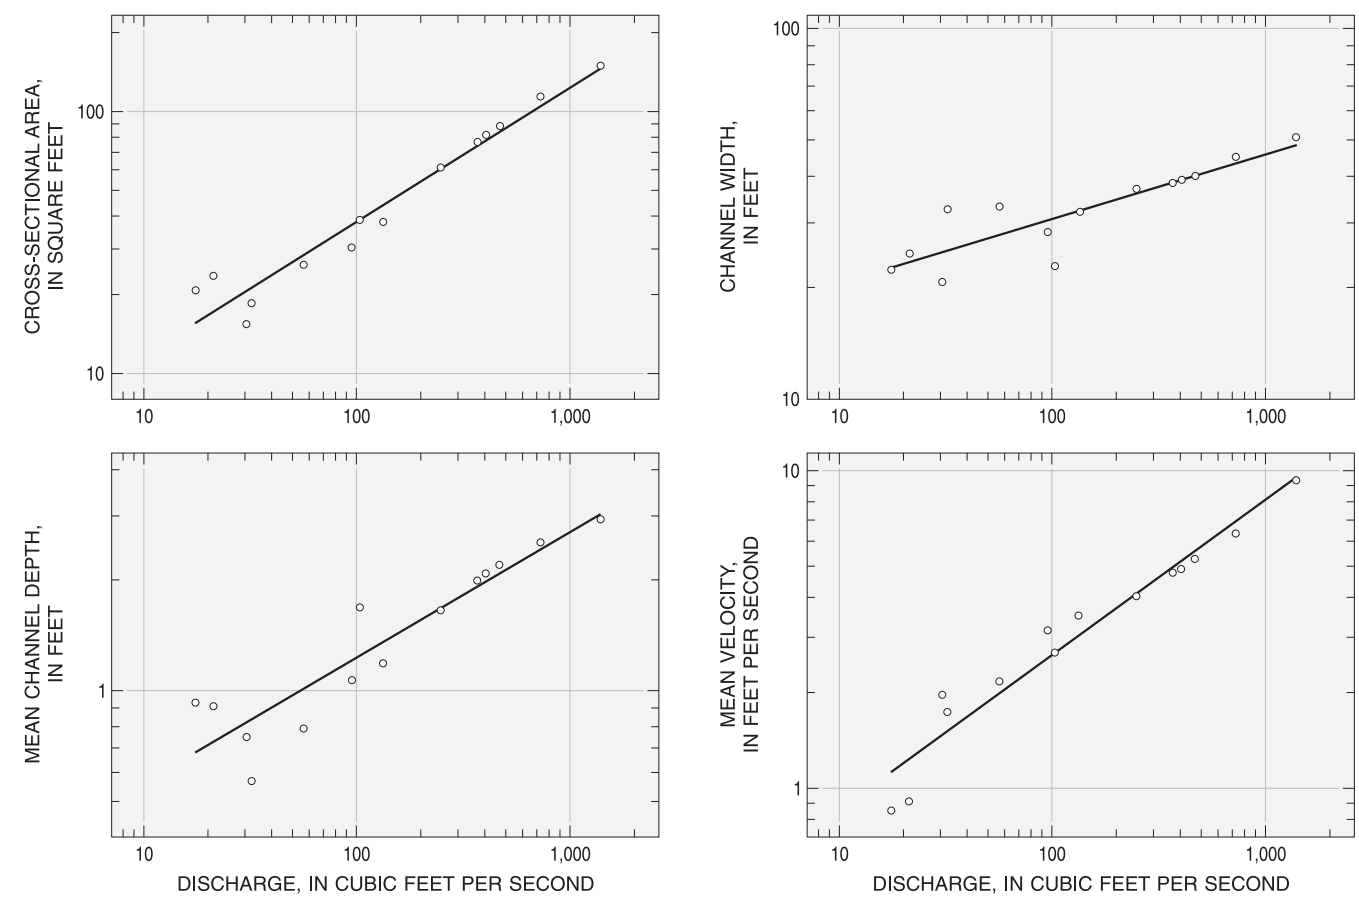 CROSS-SECTIONAL AREA,
IN SQUARE FEET
100
10
10
100
1,000
CHANNEL WIDTH,
IN FEET
100
10
10
100
1,000
MEAN CHANNEL DEPTH,
IN FEET
1
10
100
1,000
DISCHARGE, IN CUBIC FEET PER SECOND
MEAN VELOCITY,
IN FEET PER SECOND
10
1
10
100
1,000
DISCHARGE, IN CUBIC FEET PER SECOND